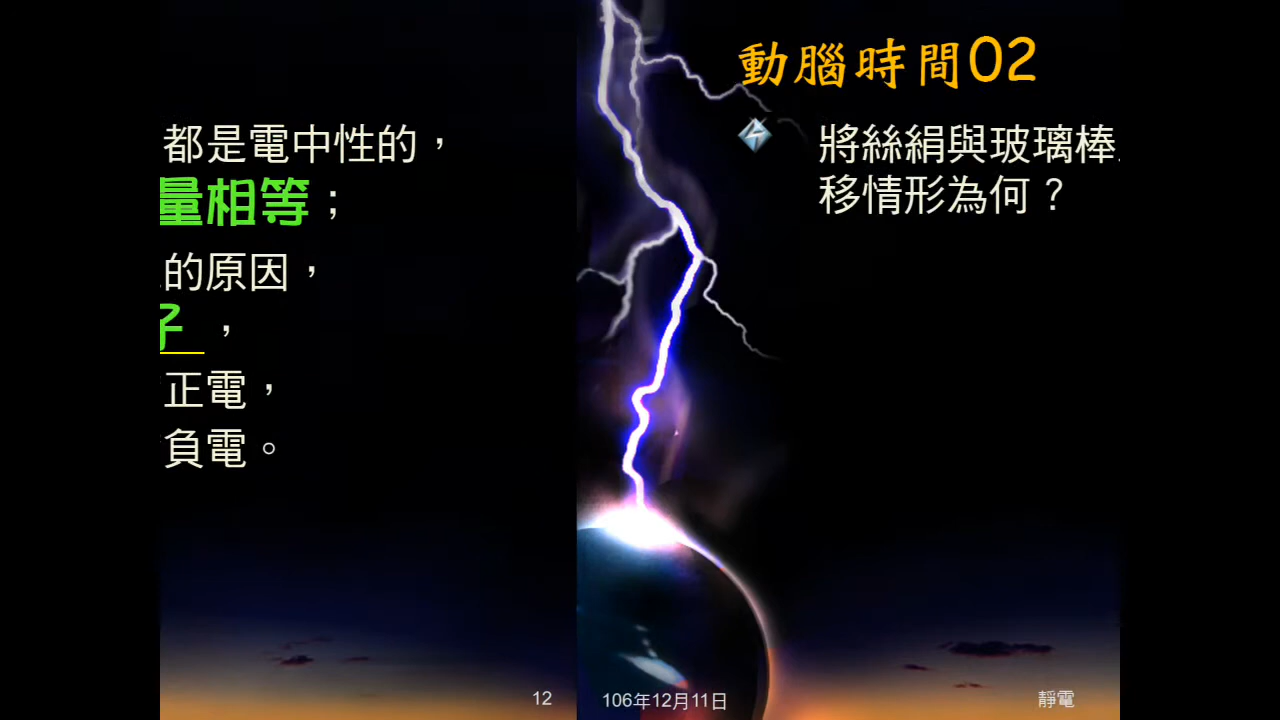 都是電中性的，
量相等；
的原因，
子，
正電，
負電。
12
動腦時間02
將絲絹與玻璃棒
移情形為何？
106年12月11日
靜電